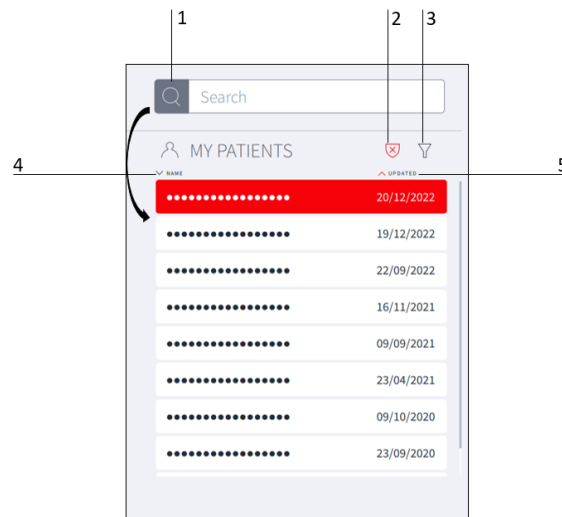 1 2 3
Search
MY PATIENTS
4 NAME UPDATED 5
●●●●●●●●●●●●●●●●● 20/12/2022
●●●●●●●●●●●●●●●●● 19/12/2022
●●●●●●●●●●●●●●●●● 22/09/2022
●●●●●●●●●●●●●●●●● 16/11/2021
●●●●●●●●●●●●●●●●● 09/09/2021
●●●●●●●●●●●●●●●●● 23/04/2021
●●●●●●●●●●●●●●●●● 09/10/2020
●●●●●●●●●●●●●●●●● 23/09/2020